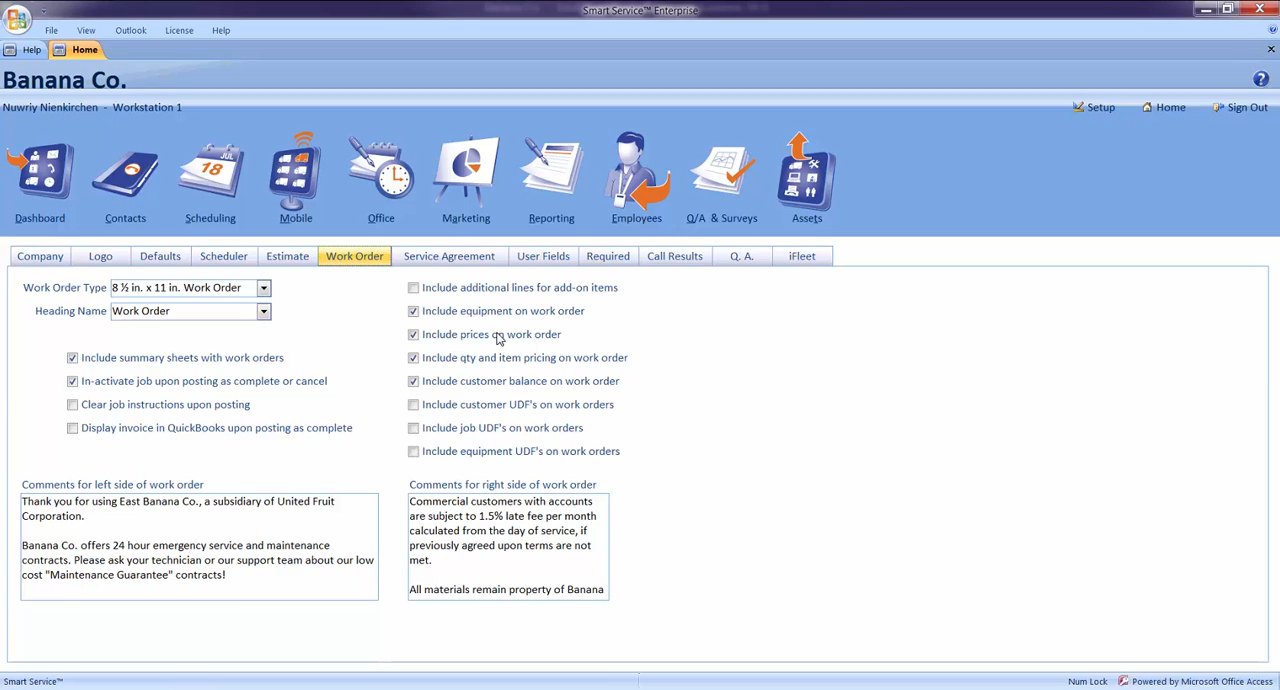 Smart Service™ Enterprise
File View Outlook License Help
Help Home
Banana Co.
Nuwriy Nienkirchen - Workstation 1
Setup Home Sign Out
JUL
18
Dashboard Contacts Scheduling Mobile Office Marketing Reporting Employees Q/A & Surveys Assets
Company Logo Defaults Scheduler Estimate Work Order Service Agreement User Fields Required Call Results Q. A. iFleet
Work Order Type 8 ½ in. x 11 in. Work Order
Heading Name Work Order
Include summary sheets with work orders
In-activate job upon posting as complete or cancel
Clear job instructions upon posting
Display invoice in QuickBooks upon posting as complete
Include additional lines for add-on items
Include equipment on work order
Include prices on work order
Include qty and item pricing on work order
Include customer balance on work order
Include customer UDF's on work orders
Include job UDF's on work orders
Include equipment UDF's on work orders
Comments for left side of work order
Thank you for using East Banana Co., a subsidiary of United Fruit
Corporation.
Banana Co. offers 24 hour emergency service and maintenance
contracts. Please ask your technician or our support team about our low
cost "Maintenance Guarantee" contracts!
Comments for right side of work order
Commercial customers with accounts
are subject to 1.5% late fee per month
calculated from the day of service, if
previously agreed upon terms are not
met.
All materials remain property of Banana
Smart Service™
Num Lock Powered by Microsoft Office Access